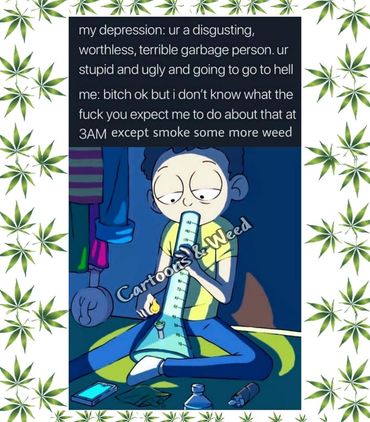 my depression: ur a disgusting,
worthless, terrible garbage person. ur
stupid and ugly and going to go to hell
me: bitch ok but i don't know what the
fuck you expect me to do about that at
3AM except smoke some more weed
Cartoons & Weed